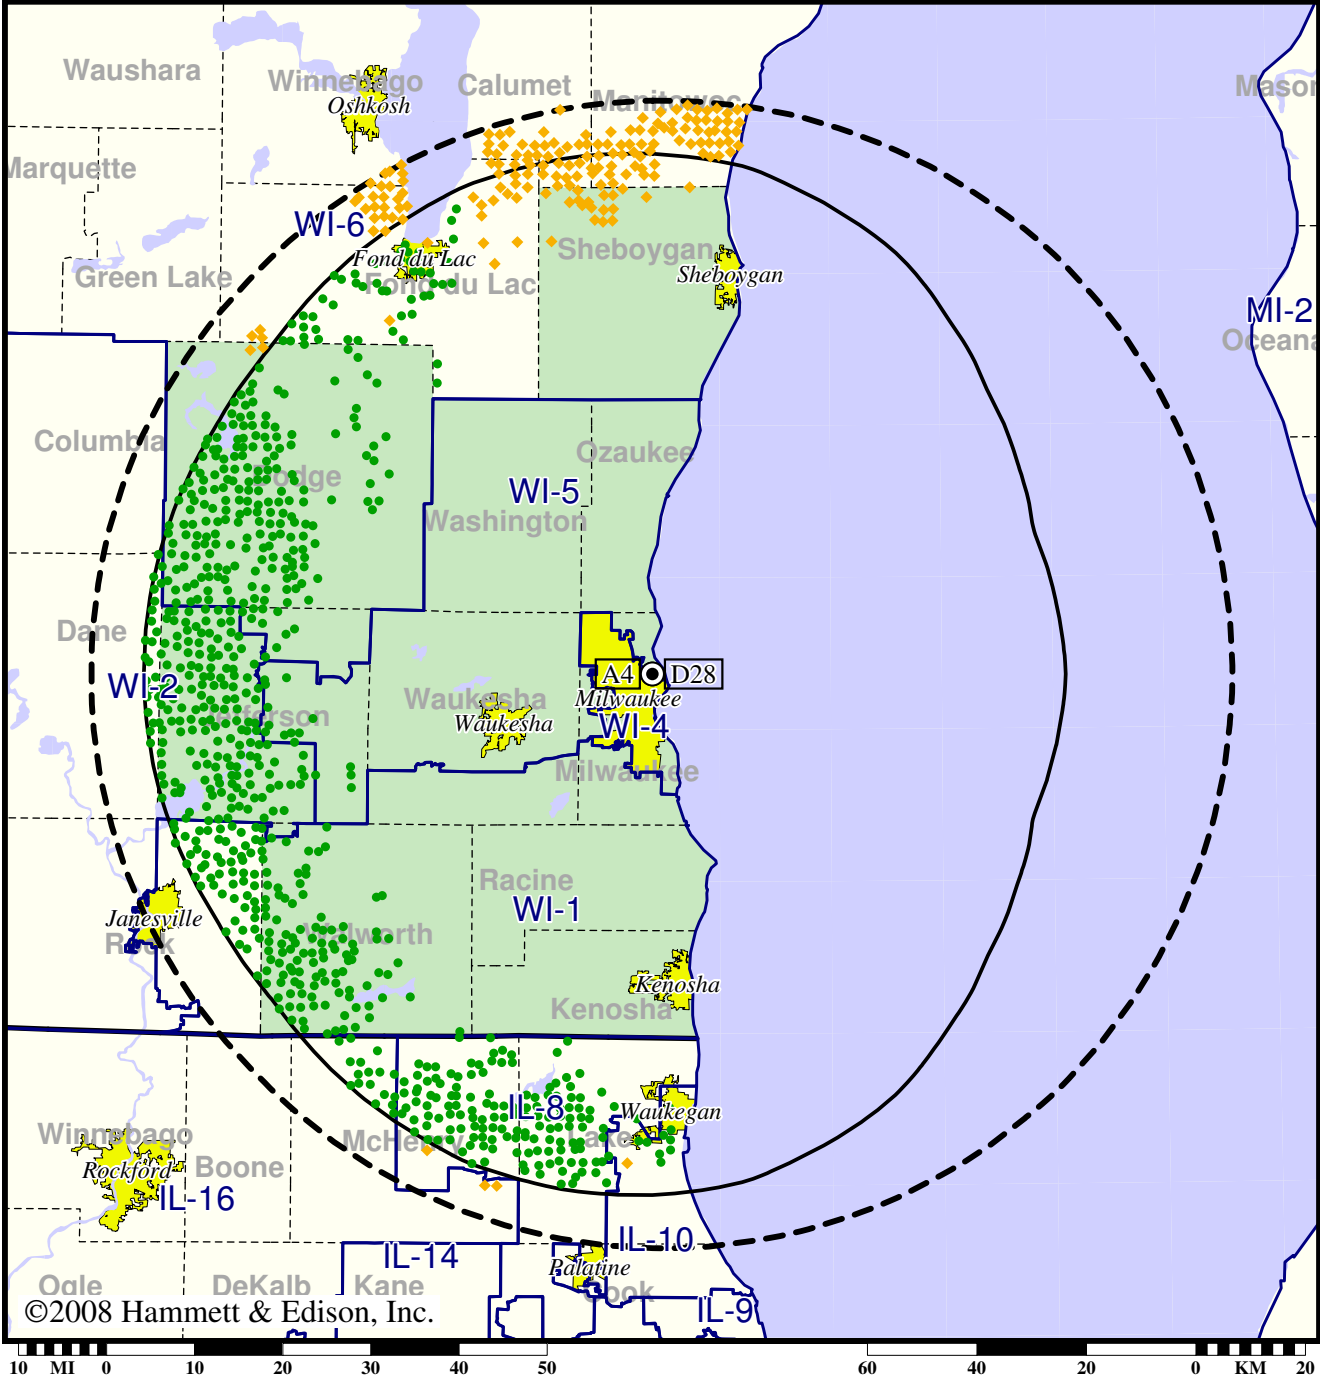 Waushara
Winnebago
Calumet
Manitowoc
Mason
Oshkosh
Marquette
WI-6
Fond du Lac
Sheboygan
Sheboygan
Green Lake
Fond du Lac
MI-2
Oceana
Columbia
Ozaukee
Dodge
WI-5
Washington
Dane
A4
D28
WI-2
Waukesha
Milwaukee
Jefferson
Waukesha
WI-4
Milwaukee
Racine
WI-1
Janesville
Rock
Walworth
Kenosha
Kenosha
IL-8
Waukegan
Winnebago
McHenry
Lake
Rockford
Boone
IL-16
IL-10
IL-14
Palatine
Ogle
DeKalb
Kane
Cook
©2008 Hammett & Edison, Inc.
IL-9
10 MI 0 10 20 30 40 50 60 40 20 0 KM 20